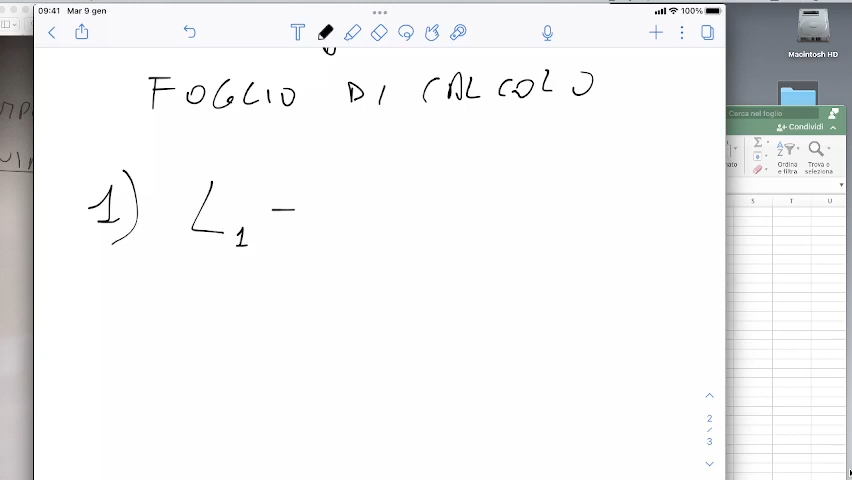 09:41 Mar 9 gen
100%
Macintosh HD
FOGLIO DI CALCOLO
Cerca nel foglio
Condividi
Ordina e filtra
Trova e seleziona
S T U
1) L1 -
2
3